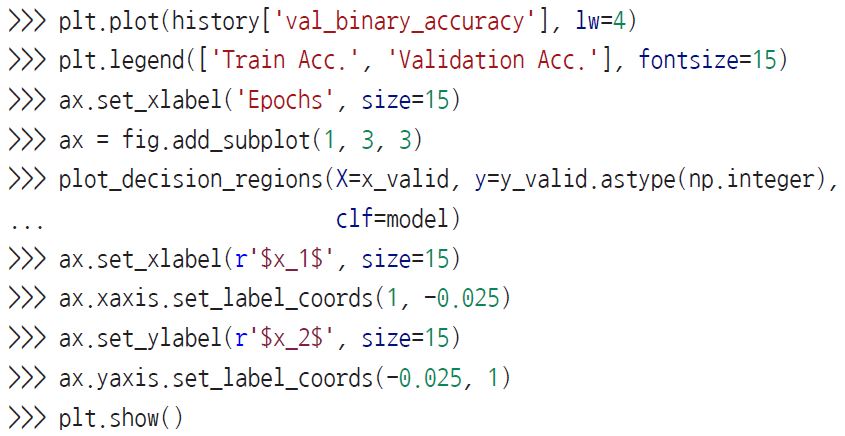 >>> plt.plot(history['val_binary_accuracy'], lw=4)
>>> plt.legend(['Train Acc.', 'Validation Acc.'], fontsize=15)
>>> ax.set_xlabel('Epochs', size=15)
>>> ax = fig.add_subplot(1, 3, 3)
>>> plot_decision_regions(X=x_valid, y=y_valid.astype(np.integer),
...                       clf=model)
>>> ax.set_xlabel(r'$x_1$', size=15)
>>> ax.xaxis.set_label_coords(1, -0.025)
>>> ax.set_ylabel(r'$x_2$', size=15)
>>> ax.yaxis.set_label_coords(-0.025, 1)
>>> plt.show()